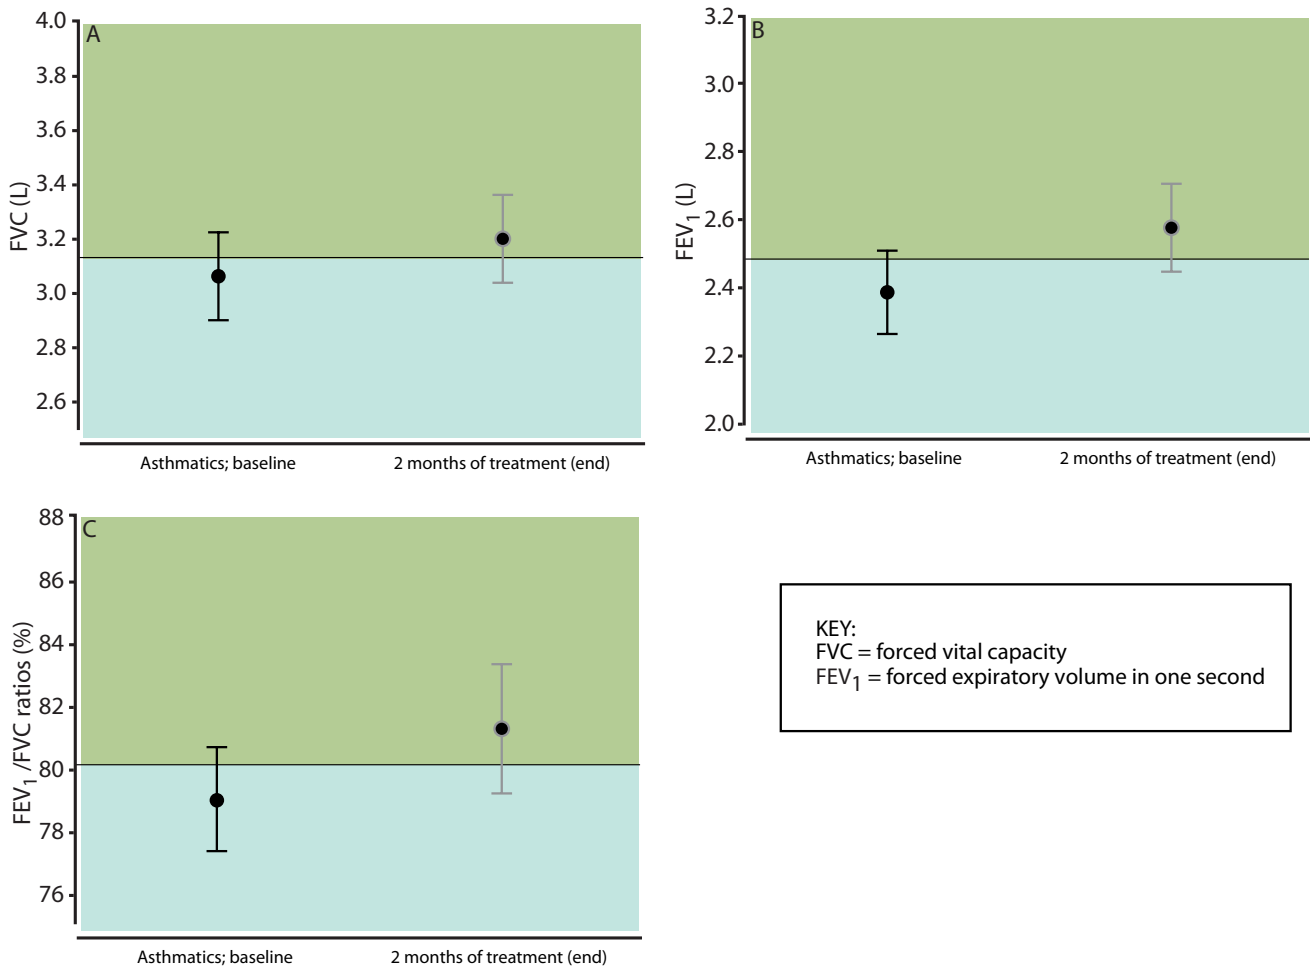 A
4.0
3.8
3.6
3.4
3.2
3.0
2.8
2.6
FVC (L)
Asthmatics; baseline 2 months of treatment (end)
B
3.2
3.0
2.8
2.6
2.4
2.2
2.0
FEV₁ (L)
Asthmatics; baseline 2 months of treatment (end)
C
88
86
84
82
80
78
76
FEV₁ /FVC ratios (%)
Asthmatics; baseline 2 months of treatment (end)
KEY:
FVC = forced vital capacity
FEV₁ = forced expiratory volume in one second